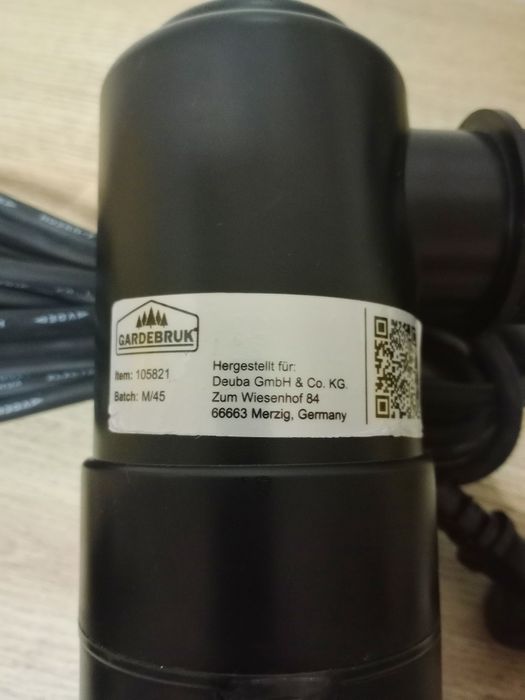 GARDEBRUK
Item: 105821
Batch: M/45
Hergestellt für:
Deuba GmbH & Co. KG.
Zum Wiesenhof 84
66663 Merzig, Germany